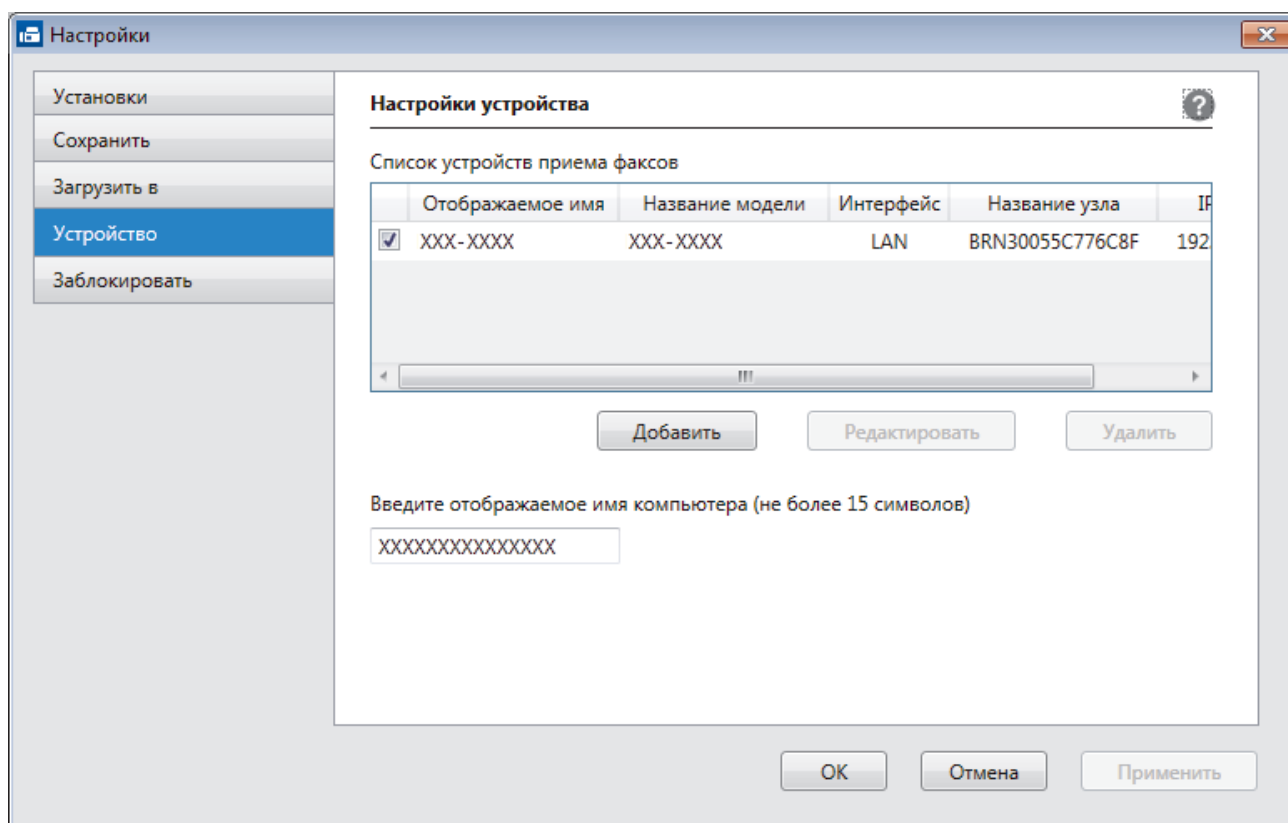 Настройки
Установки
Сохранить
Загрузить в
Устройство
Заблокировать
Настройки устройства
?
Список устройств приема факсов
Отображаемое имя Название модели Интерфейс Название узла IP
XXX-XXXX XXX-XXXX LAN BRN30055C776C8F 192.
Добавить Редактировать Удалить
Введите отображаемое имя компьютера (не более 15 символов)
XXXXXXXXXXXXXXX
OK Отмена Применить